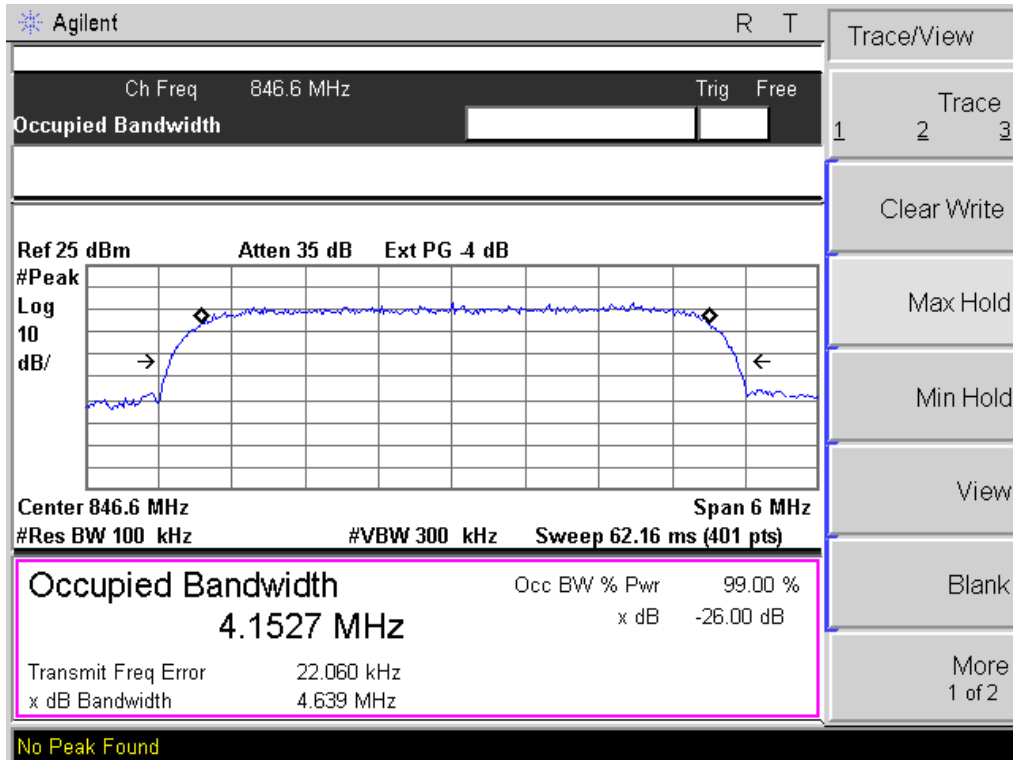 Agilent R T
Ch Freq 846.6 MHz Trig Free
Occupied Bandwidth
Ref 25 dBm Atten 35 dB Ext PG -4 dB
#Peak
Log
10
dB/
Center 846.6 MHz Span 6 MHz
#Res BW 100 kHz #VBW 300 kHz Sweep 62.16 ms (401 pts)
Occupied Bandwidth Occ BW % Pwr 99.00 %
4.1527 MHz x dB -26.00 dB
Transmit Freq Error 22.060 kHz
x dB Bandwidth 4.639 MHz
No Peak Found
Trace/View
Trace
1 2 3
Clear Write
Max Hold
Min Hold
View
Blank
More
1 of 2